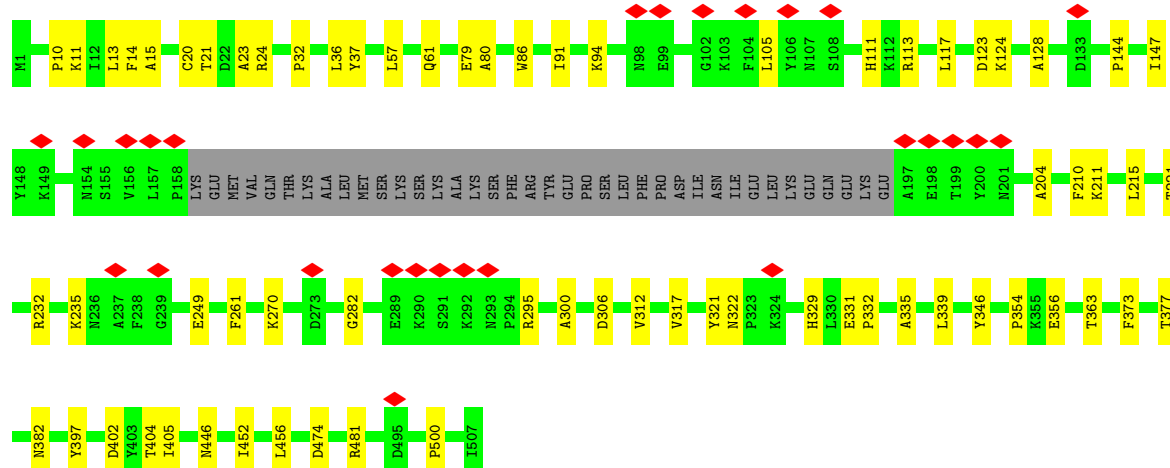 M1 P10 K11 I12 L13 F14 A15 C20 T21 D22 A23 R24 P32 L36 Y37 L57 Q61 E79 A80 W86 I91 K94 N98 E99 G102 K103 F104 L105 Y106 N107 S108 H111 K112 R113 L117 D123 K124 A128 D133 P144 I147
Y148 K149 N154 S155 V156 L157 P158 LYS GLU MET VAL GLN THR LYS ALA LEU MET SER LYS SER LYS ALA LYS SER PHE ARG TYR GLU PRO SER LEU PHE PRO ASP ILE ASN ILE GLU LEU LYS GLU GLN GLU LYS GLU A197 E198 T199 Y200 N201 A204 F210 K211 L215
R232 K235 N236 A237 F238 G239 E249 F261 K270 D273 G282 E289 K290 S291 K292 N293 P294 R295 A300 D306 V312 V317 Y321 N322 P323 K324 H329 L330 E331 P332 A335 L339 Y346 P354 K355 E356 T363 F373 T377
N382 Y397 D402 Y403 T404 I405 N446 I452 L456 D474 R481 D495 P500 I507